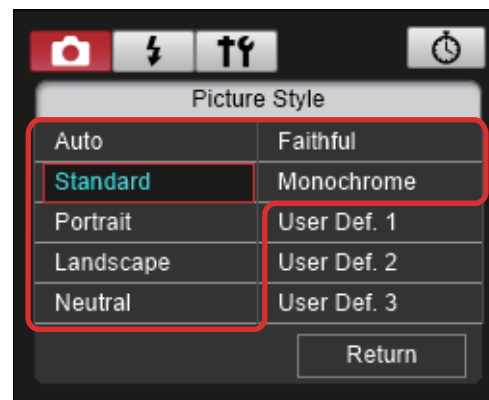 Picture Style
Auto
Faithful
Standard
Monochrome
Portrait
User Def. 1
Landscape
User Def. 2
Neutral
User Def. 3
Return